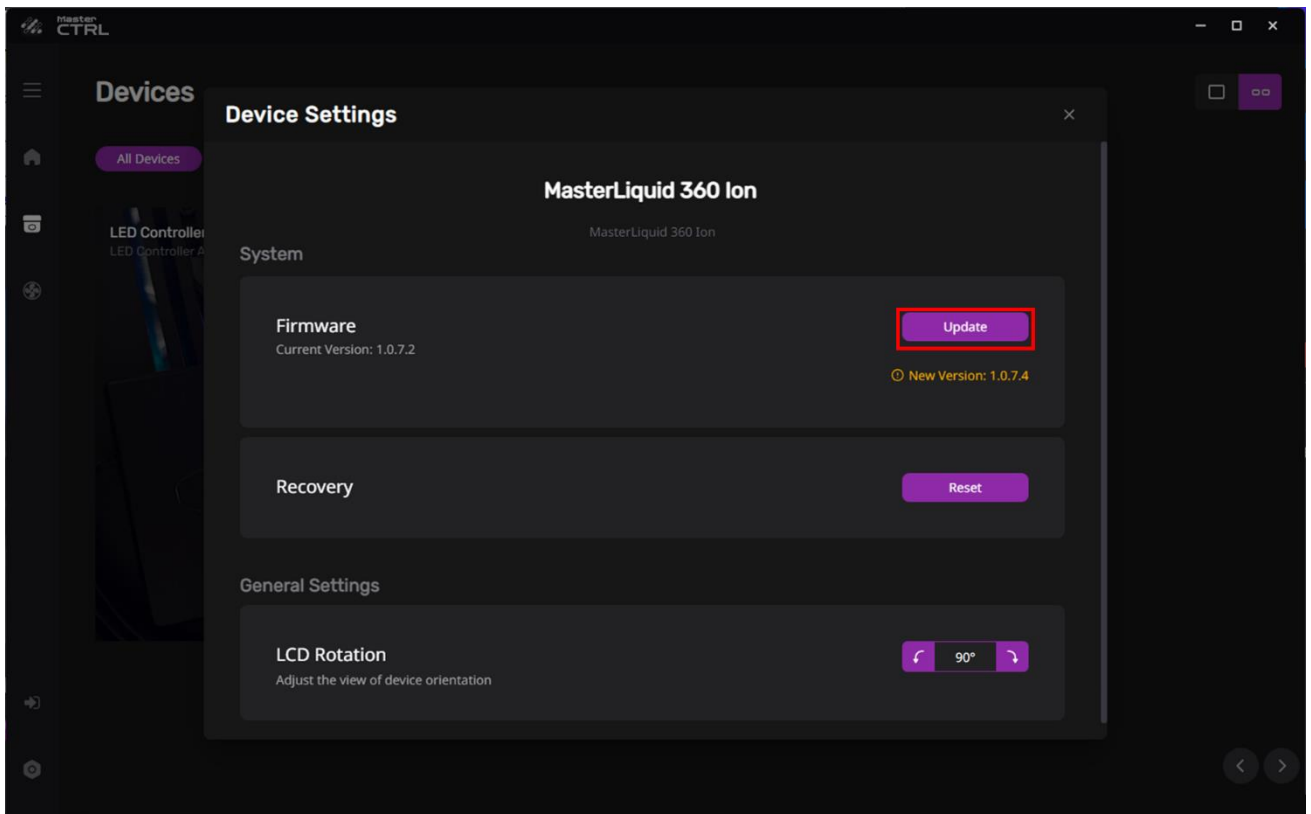 Master
CTRL
Devices
Device Settings
All Devices
MasterLiquid 360 Ion
MasterLiquid 360 Ion
LED Controller
LED Controller A
System
Firmware
Current Version: 1.0.7.2
Update
New Version: 1.0.7.4
Recovery
Reset
General Settings
LCD Rotation
Adjust the view of device orientation
90°